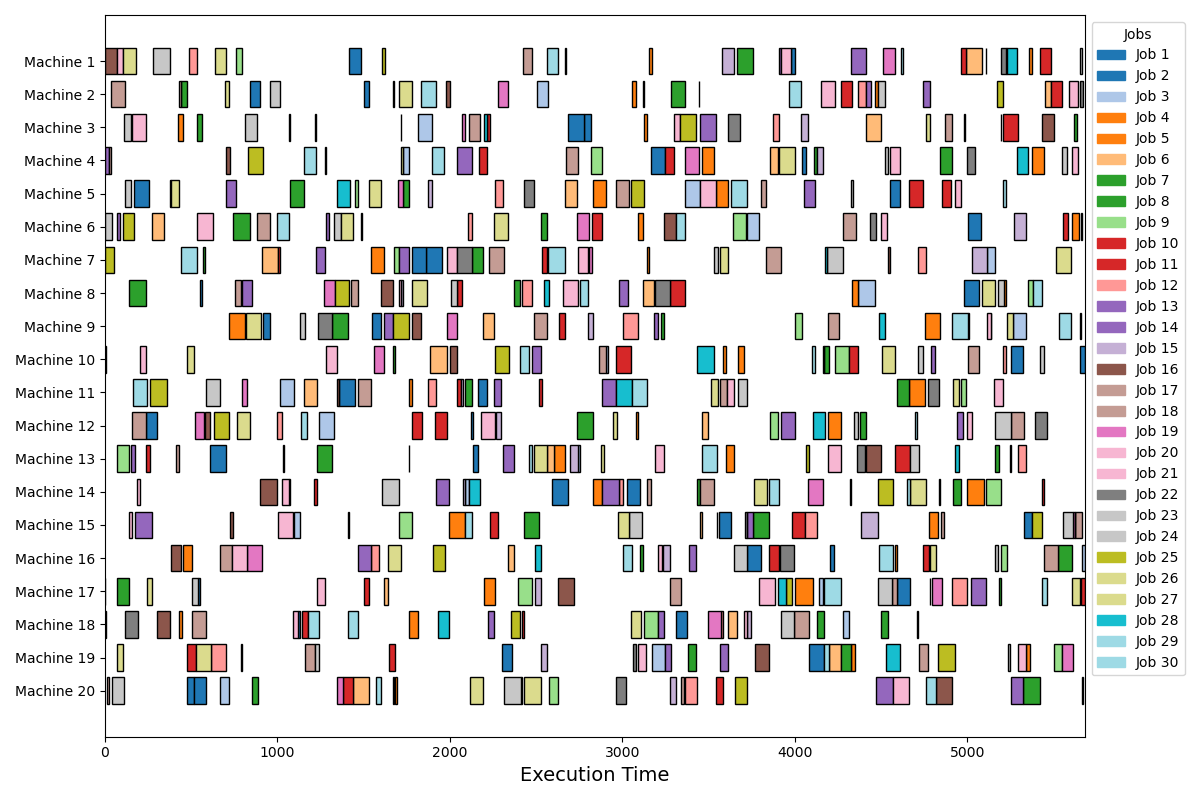 Machine 1
Machine 2
Machine 3
Machine 4
Machine 5
Machine 6
Machine 7
Machine 8
Machine 9
Machine 10
Machine 11
Machine 12
Machine 13
Machine 14
Machine 15
Machine 16
Machine 17
Machine 18
Machine 19
Machine 20
0 1000 2000 3000 4000 5000
Execution Time
Jobs
Job 1
Job 2
Job 3
Job 4
Job 5
Job 6
Job 7
Job 8
Job 9
Job 10
Job 11
Job 12
Job 13
Job 14
Job 15
Job 16
Job 17
Job 18
Job 19
Job 20
Job 21
Job 22
Job 23
Job 24
Job 25
Job 26
Job 27
Job 28
Job 29
Job 30